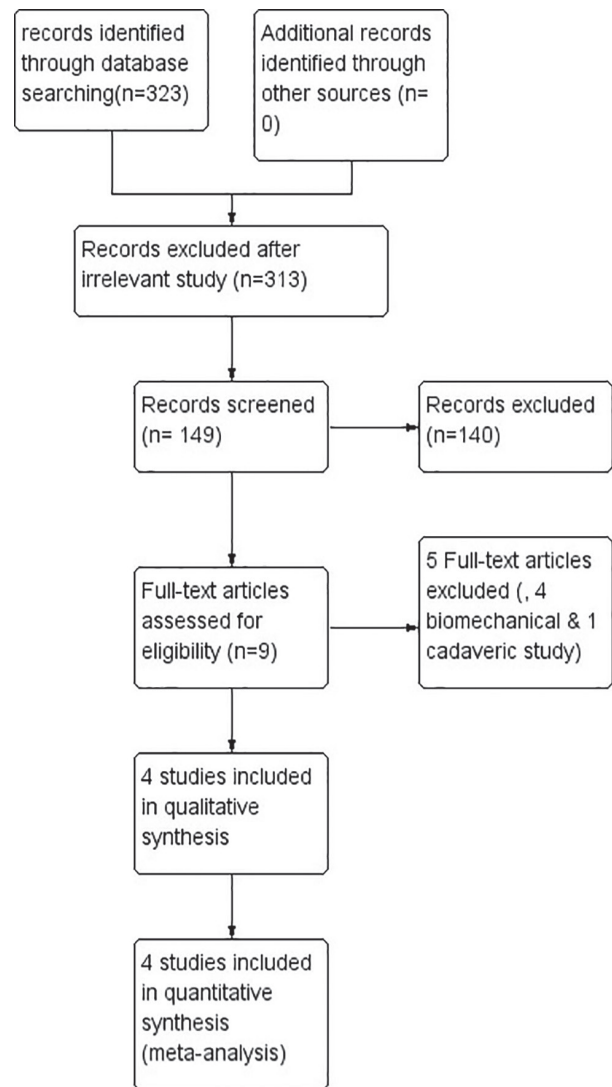 records identified
through database
searching(n=323)
Additional records
identified through
other sources (n=
0)
Records excluded after
irrelevant study (n=313)
Records screened
(n= 149)
Records excluded
(n=140)
Full-text articles
assessed for
eligibility (n=9)
5 Full-text articles
excluded (, 4
biomechanical & 1
cadaveric study)
4 studies included
in qualitative
synthesis
4 studies included
in quantitative
synthesis
(meta-analysis)